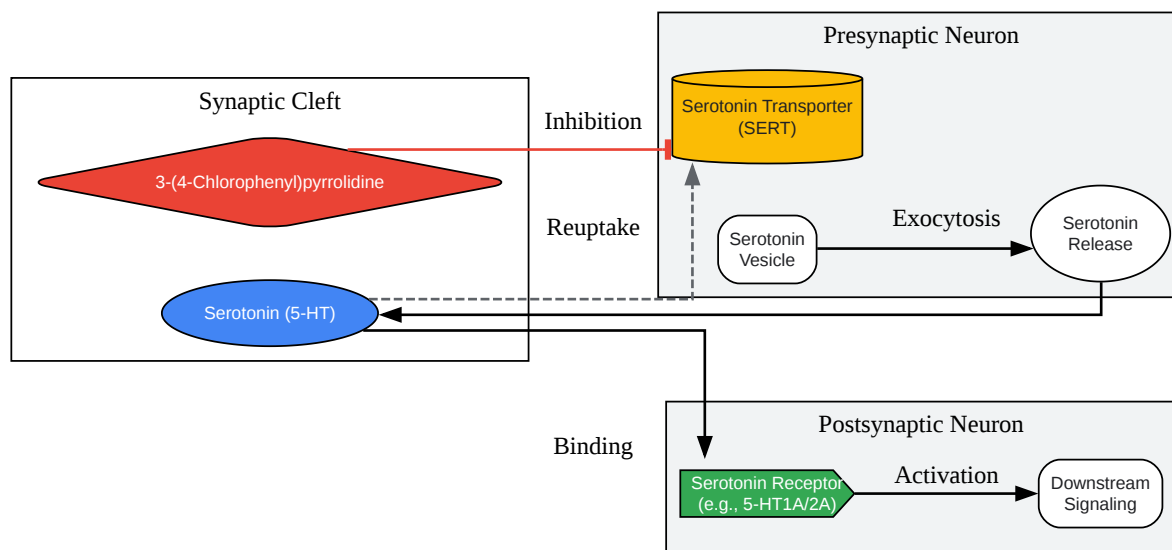 Presynaptic Neuron
Synaptic Cleft
Serotonin Transporter
(SERT)
Inhibition
3-(4-Chlorophenyl)pyrrolidine
Reuptake
Exocytosis
Serotonin
Vesicle
Serotonin
Release
Serotonin (5-HT)
Postsynaptic Neuron
Binding
Serotonin Receptor
(e.g., 5-HT1A/2A)
Activation
Downstream
Signaling